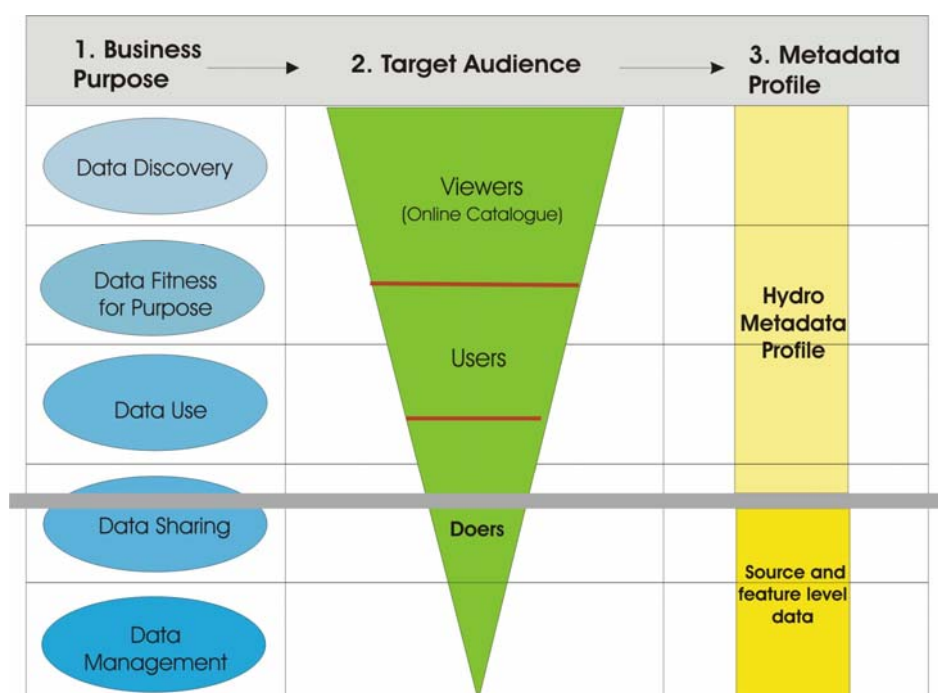 1. Business
Purpose
2. Target Audience
3. Metadata
Profile
Data Discovery
Data Fitness
for Purpose
Data Use
Data Sharing
Data
Management
Viewers
(Online Catalogue)
Users
Doers
Hydro
Metadata
Profile
Source and
feature level
data